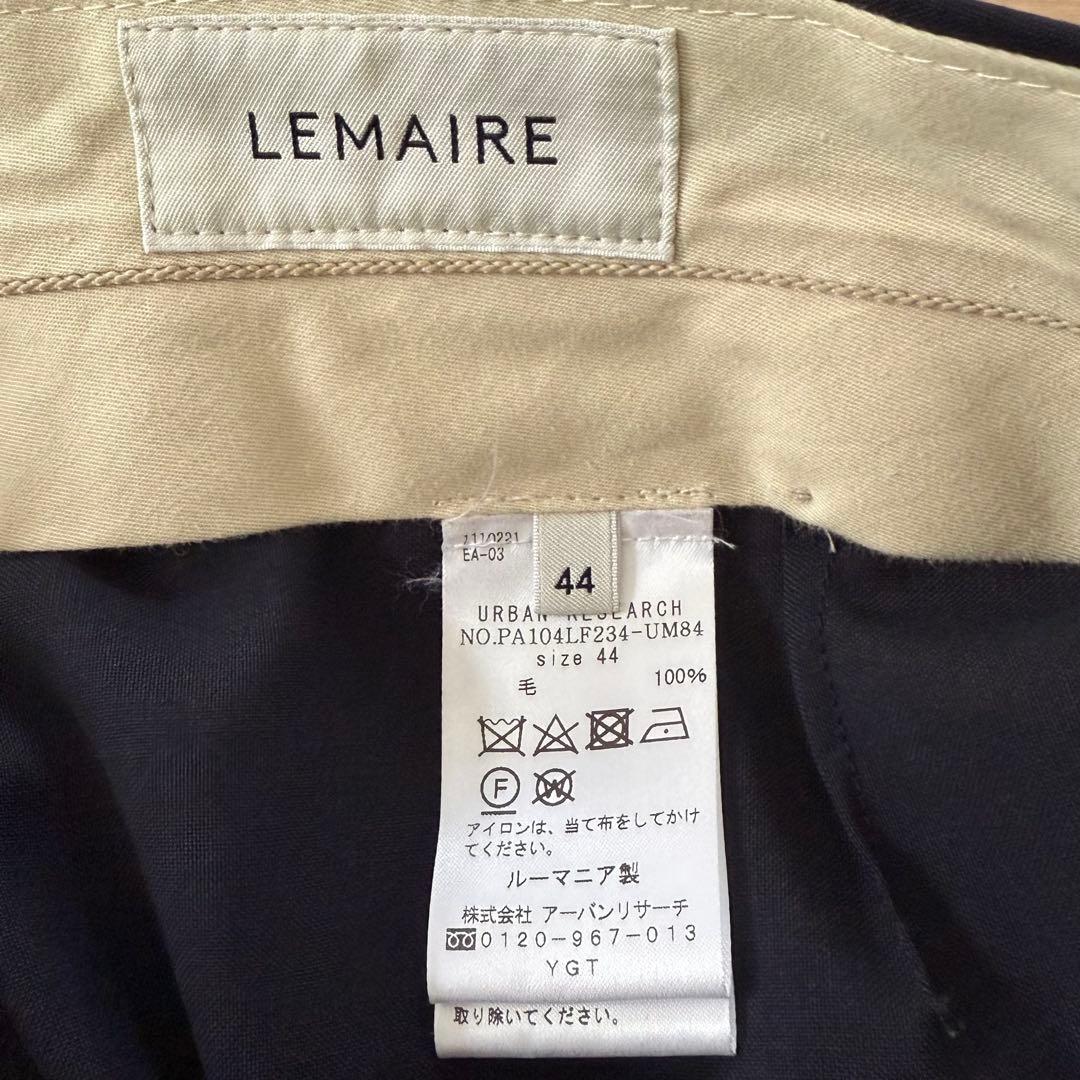 LEMAIRE
EA-03
44
URBAN RESEARCH
NO.PA104LF234-UM84
size 44
毛 100%
F W
アイロンは、当て布をしてかけ
てください。
ルーマニア製
株式会社 アーバンリサーチ
0120-967-013
YGT
取り除いてください。